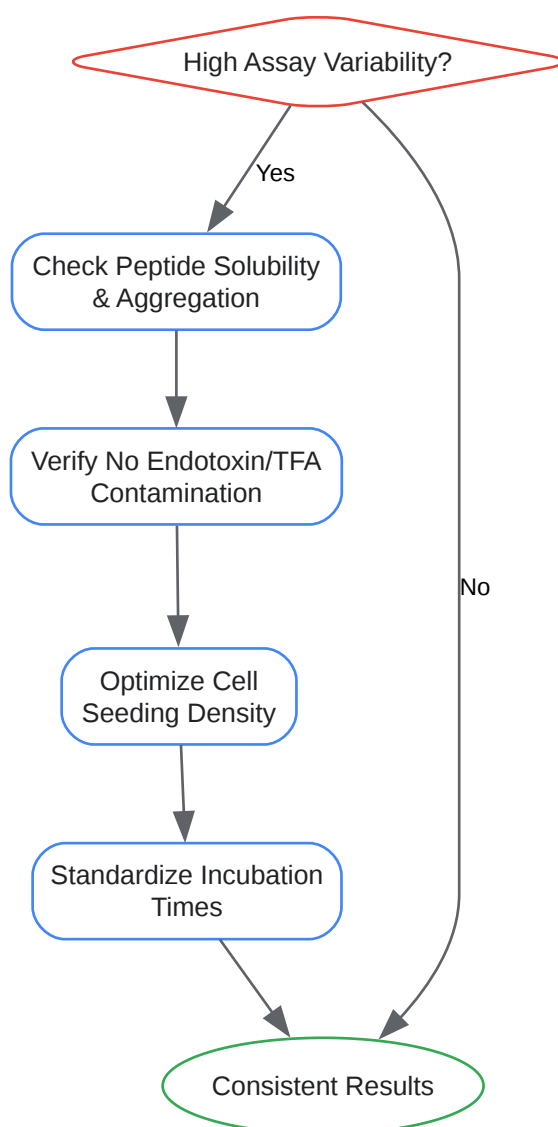 High Assay Variability?
Yes
Check Peptide Solubility
& Aggregation
Verify No Endotoxin/TFA
Contamination
No
Optimize Cell
Seeding Density
Standardize Incubation
Times
Consistent Results